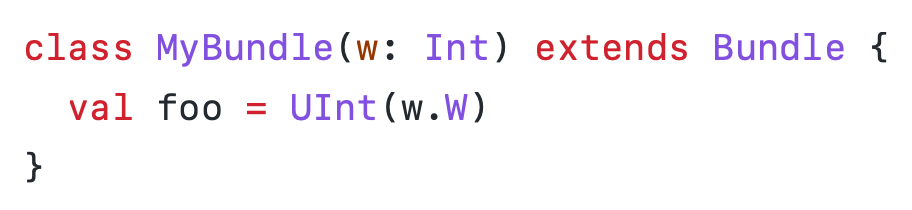 class MyBundle(w: Int) extends Bundle {
  val foo = UInt(w.W)
}